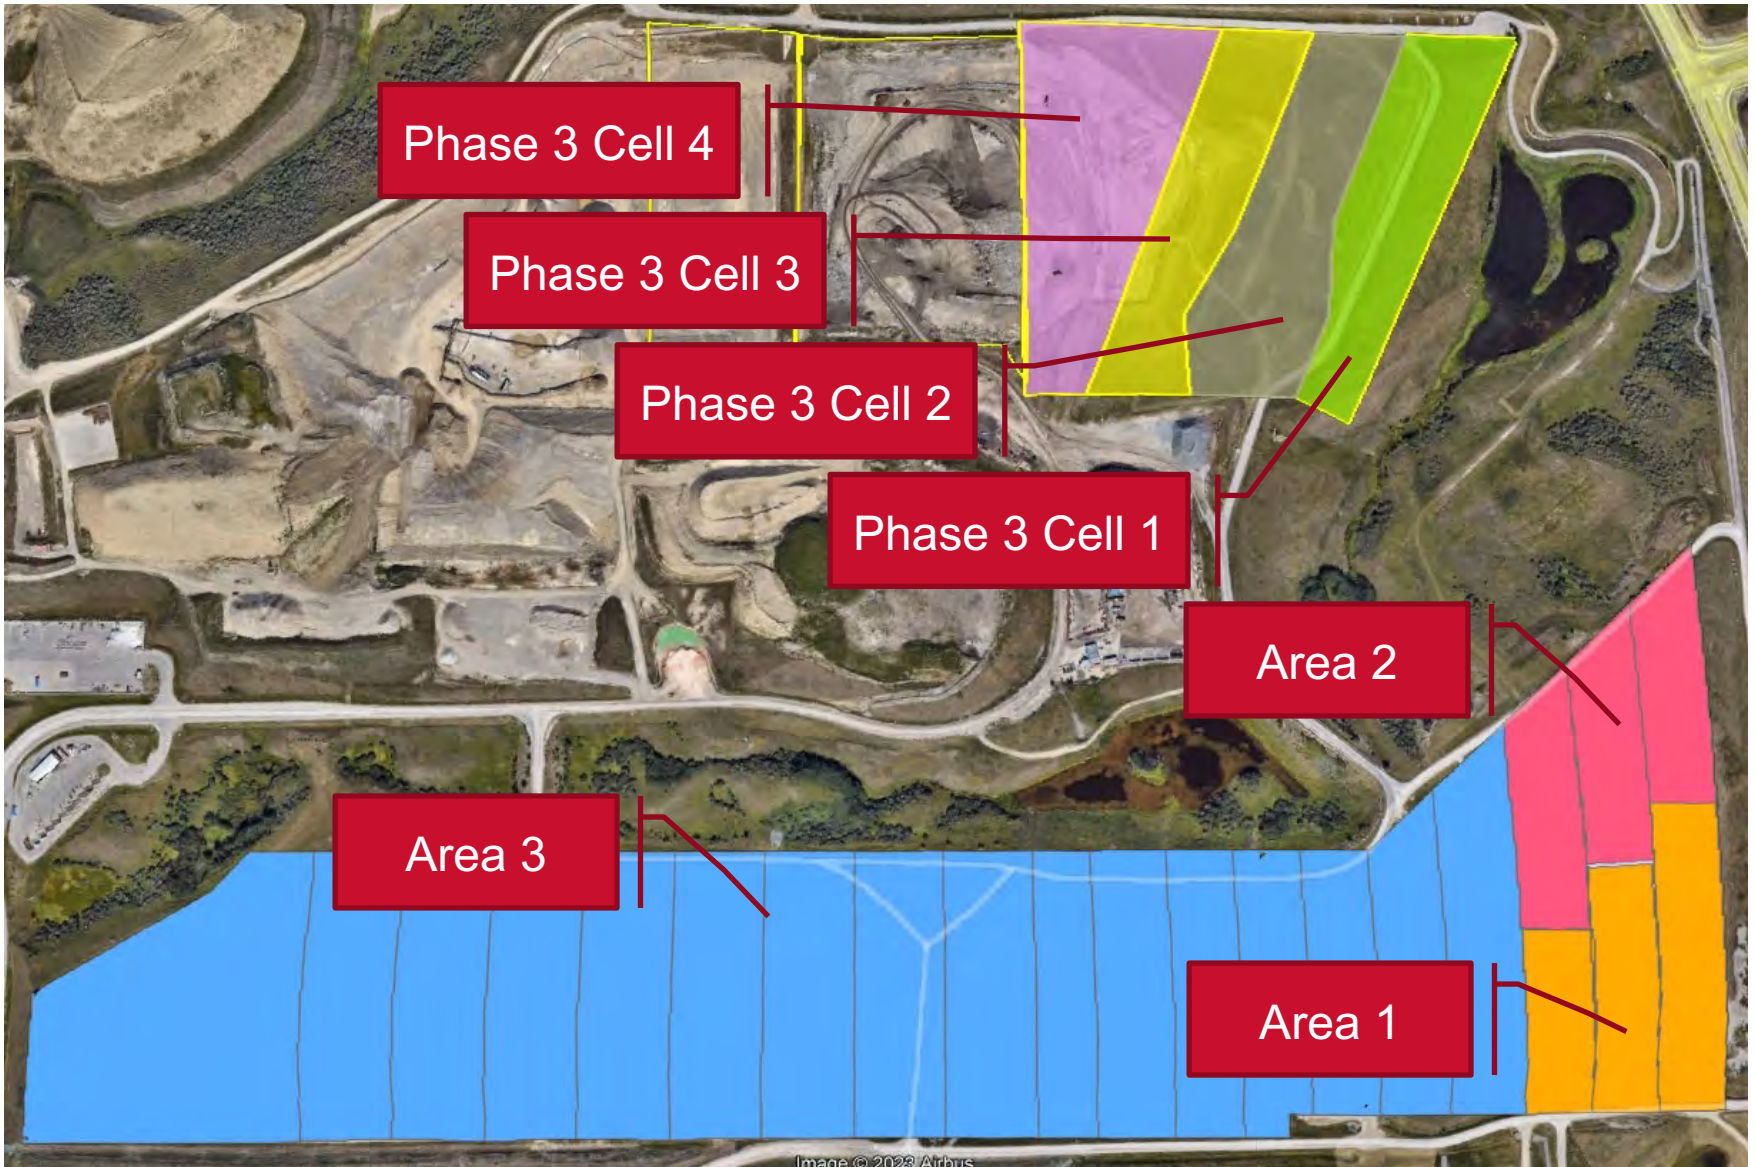 Phase 3 Cell 4
Phase 3 Cell 3
Phase 3 Cell 2
Phase 3 Cell 1
Area 2
Area 3
Area 1
Image © 2023 Airbus